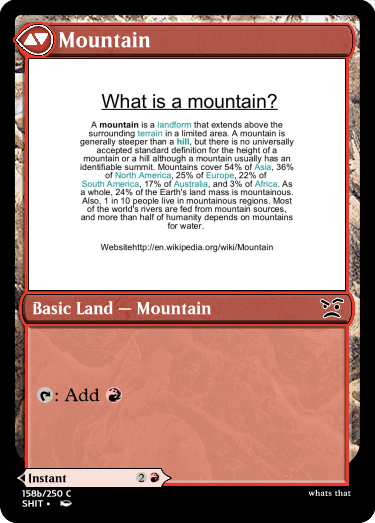 Mountain
What is a mountain?
A mountain is a landform that extends above the
surrounding terrain in a limited area. A mountain is
generally steeper than a hill, but there is no universally
accepted standard definition for the height of a
mountain or a hill although a mountain usually has an
identifiable summit. Mountains cover 54% of Asia, 36%
of North America, 25% of Europe, 22% of
South America, 17% of Australia, and 3% of Africa. As
a whole, 24% of the Earth's land mass is mountainous.
Also, 1 in 10 people live in mountainous regions. Most
of the world's rivers are fed from mountain sources,
and more than half of humanity depends on mountains
for water.
Websitehttp://en.wikipedia.org/wiki/Mountain
Basic Land — Mountain
: Add
Instant 2
158b/250 C
SHIT •
whats that